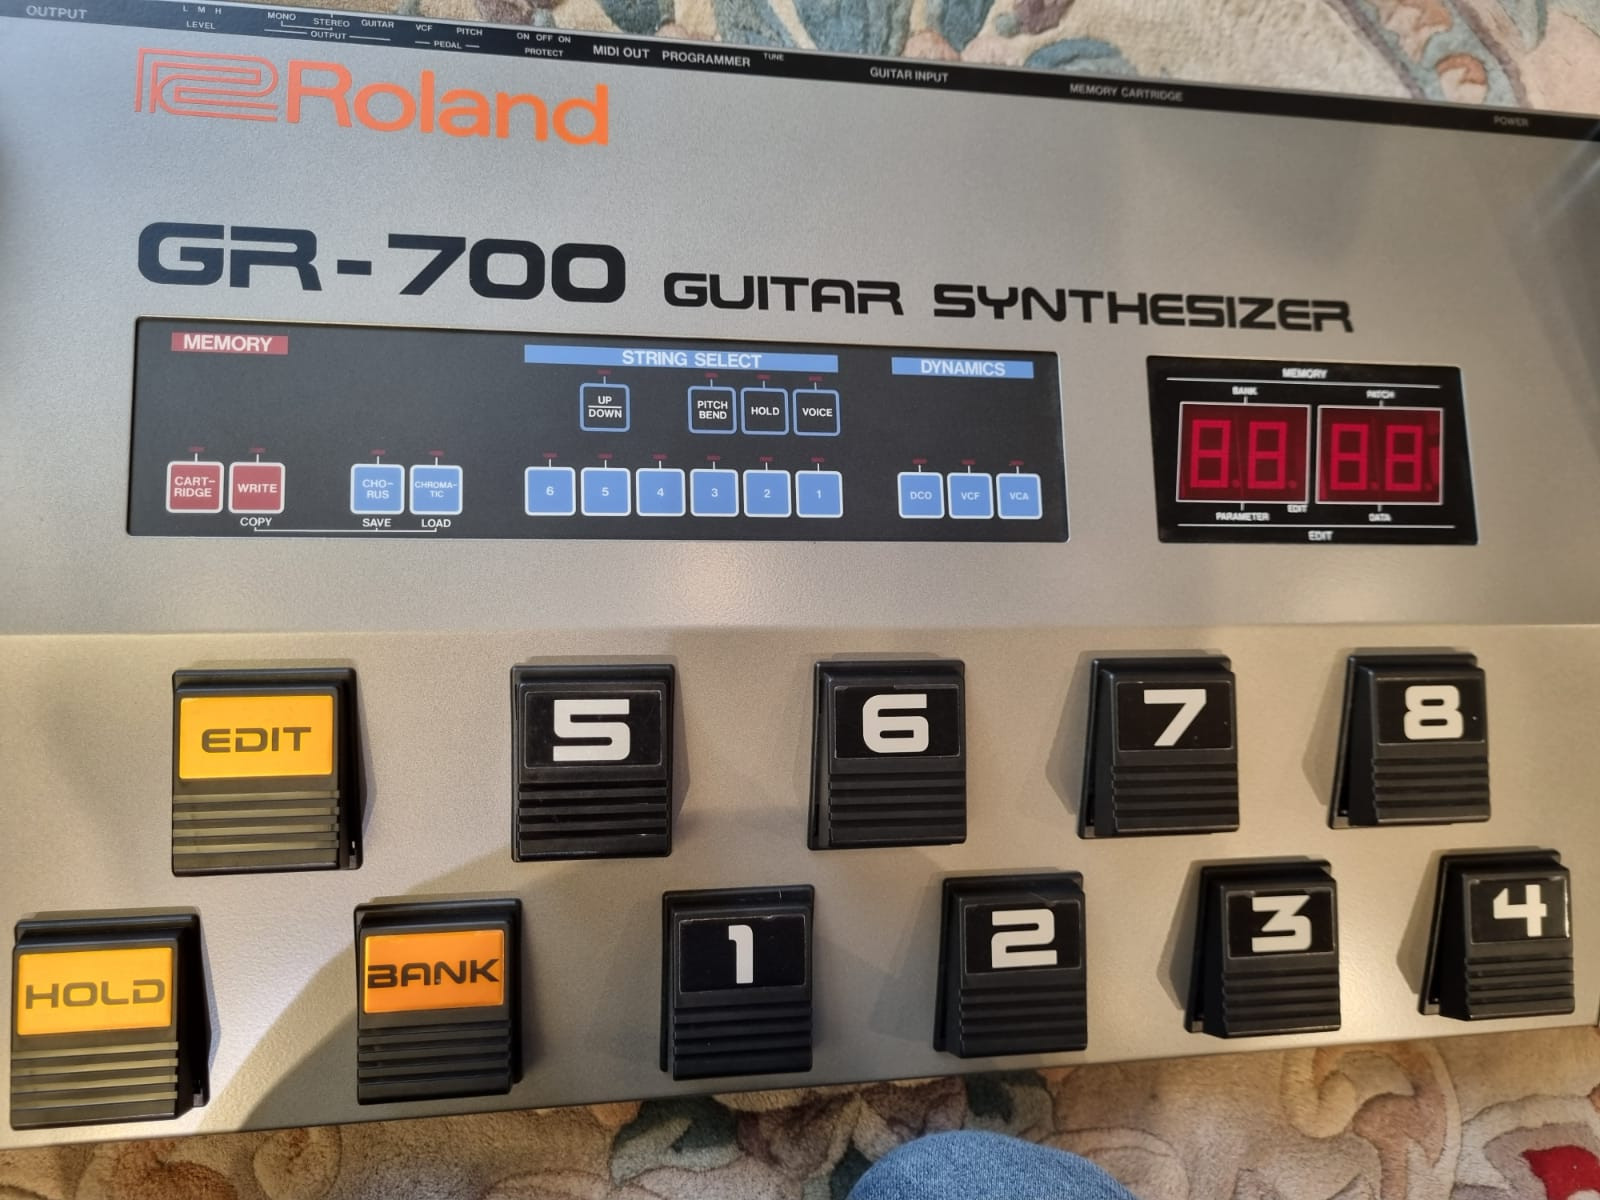 OUTPUT
L M H
LEVEL
MONO STEREO GUITAR
OUTPUT
VCF PITCH
PEDAL
ON OFF ON
PROTECT
MIDI OUT
PROGRAMMER
TUNE
GUITAR INPUT
MEMORY CARTRIDGE
POWER
Roland
GR-700 GUITAR SYNTHESIZER
MEMORY
STRING SELECT
DYNAMICS
UP
DOWN
PITCH
BEND
HOLD
VOICE
CART-
RIDGE
WRITE
CHO-
RUS
CHROMA-
TIC
6 5 4 3 2 1
DCO VCF VCA
COPY SAVE LOAD
MEMORY
BANK PATCH
PARAMETER EDIT DATA
EDIT
EDIT 5 6 7 8
HOLD BANK 1 2 3 4